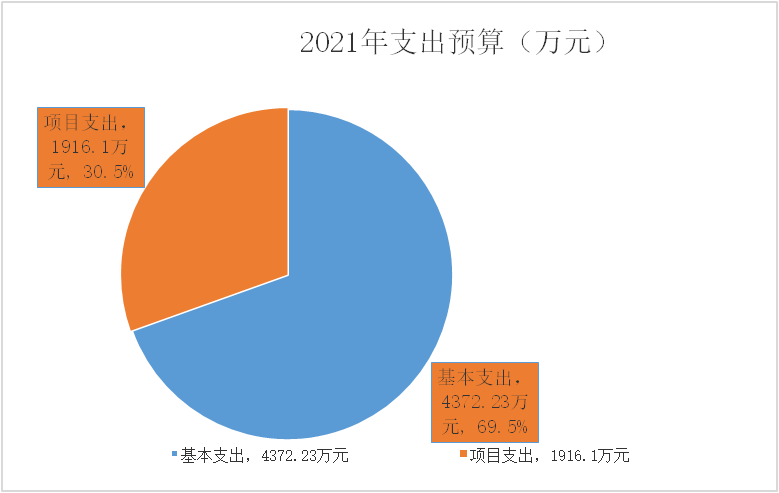 2021年支出预算（万元）
项目支出，
1916.1万
元, 30.5%
基本支出，
4372.23万
元, 69.5%
基本支出，4372.23万元
项目支出，1916.1万元